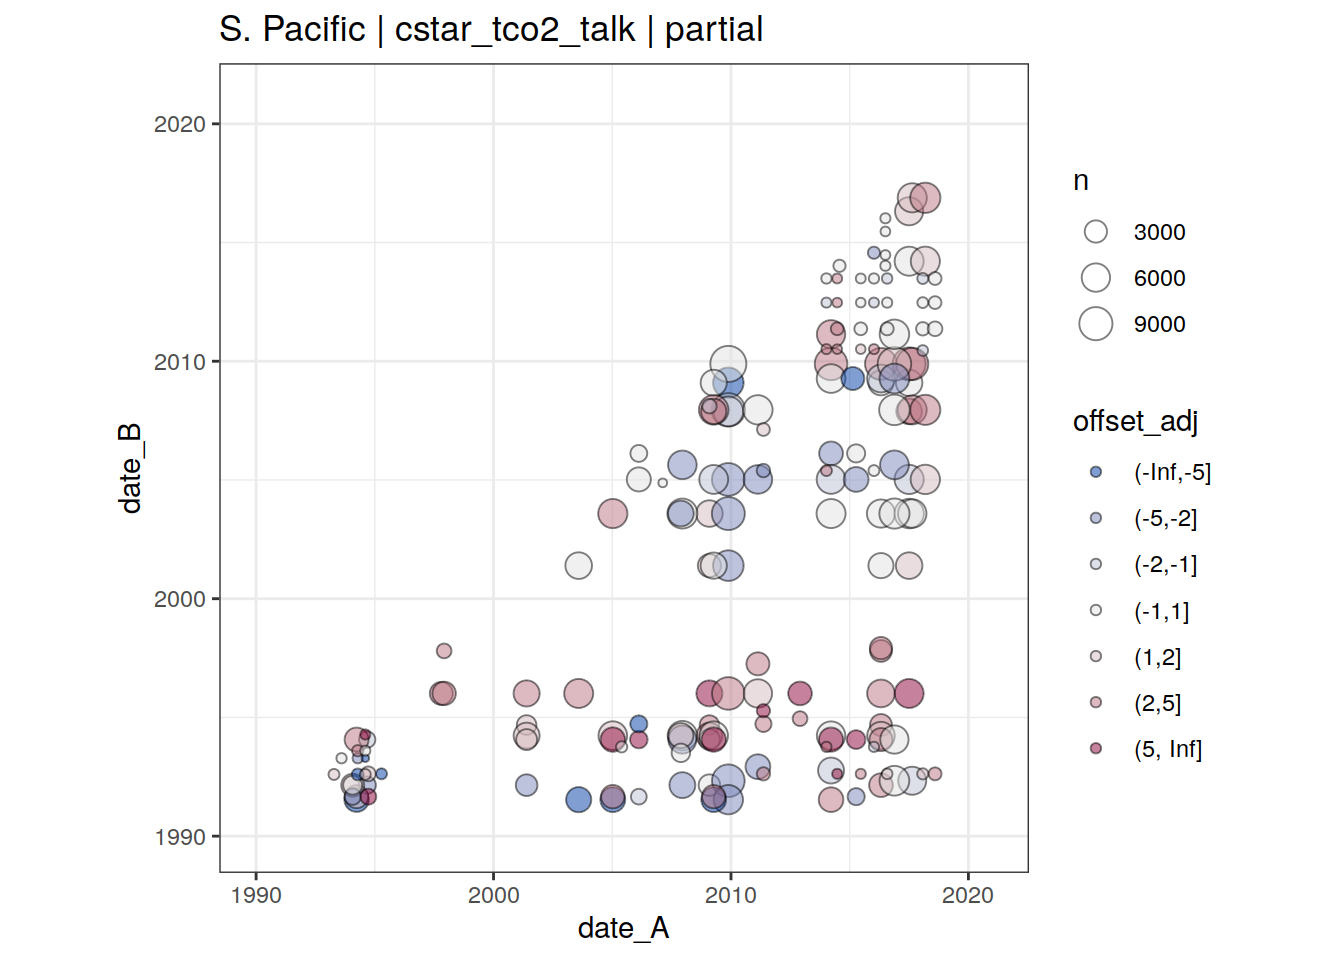 S. Pacific | cstar_tco2_talk | partial
date_B
2020
2010
2000
1990
1990
2000
2010
2020
date_A
n
3000
6000
9000
offset_adj
(-Inf,-5]
(-5,-2]
(-2,-1]
(-1,1]
(1,2]
(2,5]
(5, Inf]